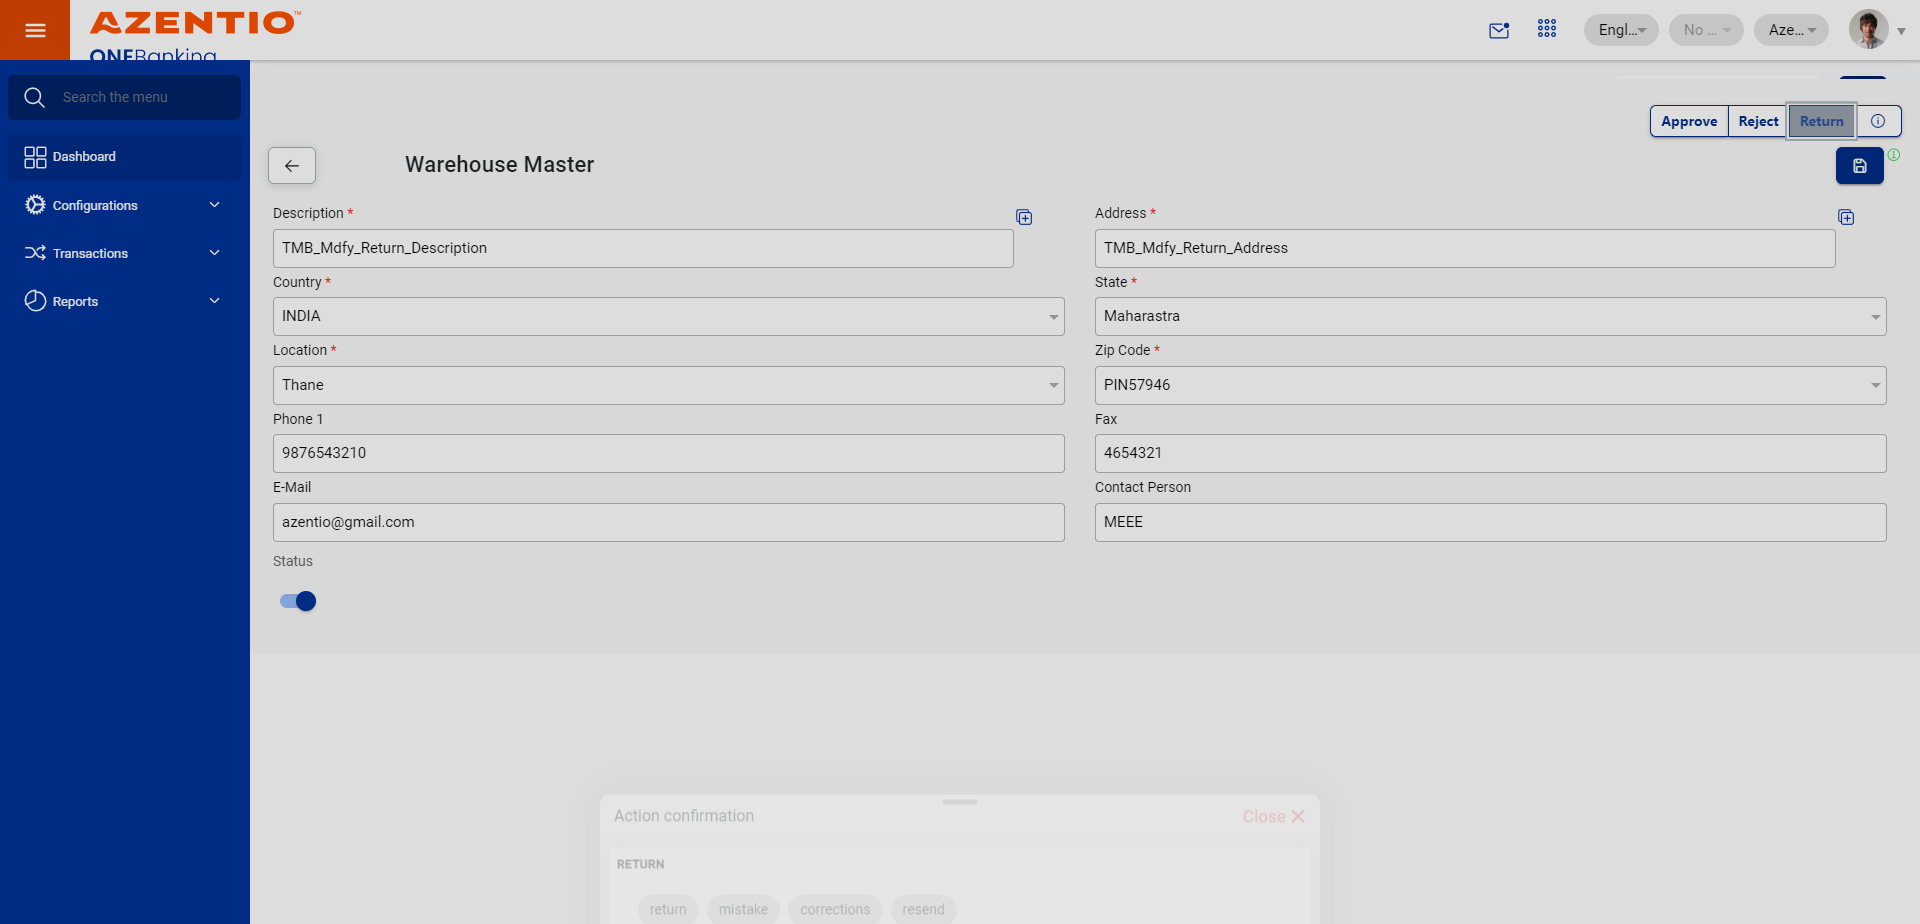 AZENTIO™
ONEBanking
Engl...
No ...
Aze...
Search the menu
Dashboard
Configurations
Transactions
Reports
Approve
Reject
Return
Warehouse Master
Description *
TMB_Mdfy_Return_Description
Address *
TMB_Mdfy_Return_Address
Country *
INDIA
State *
Maharastra
Location *
Thane
Zip Code *
PIN57946
Phone 1
9876543210
Fax
4654321
E-Mail
azentio@gmail.com
Contact Person
MEEE
Status
Action confirmation
Close
RETURN
return
mistake
corrections
resend